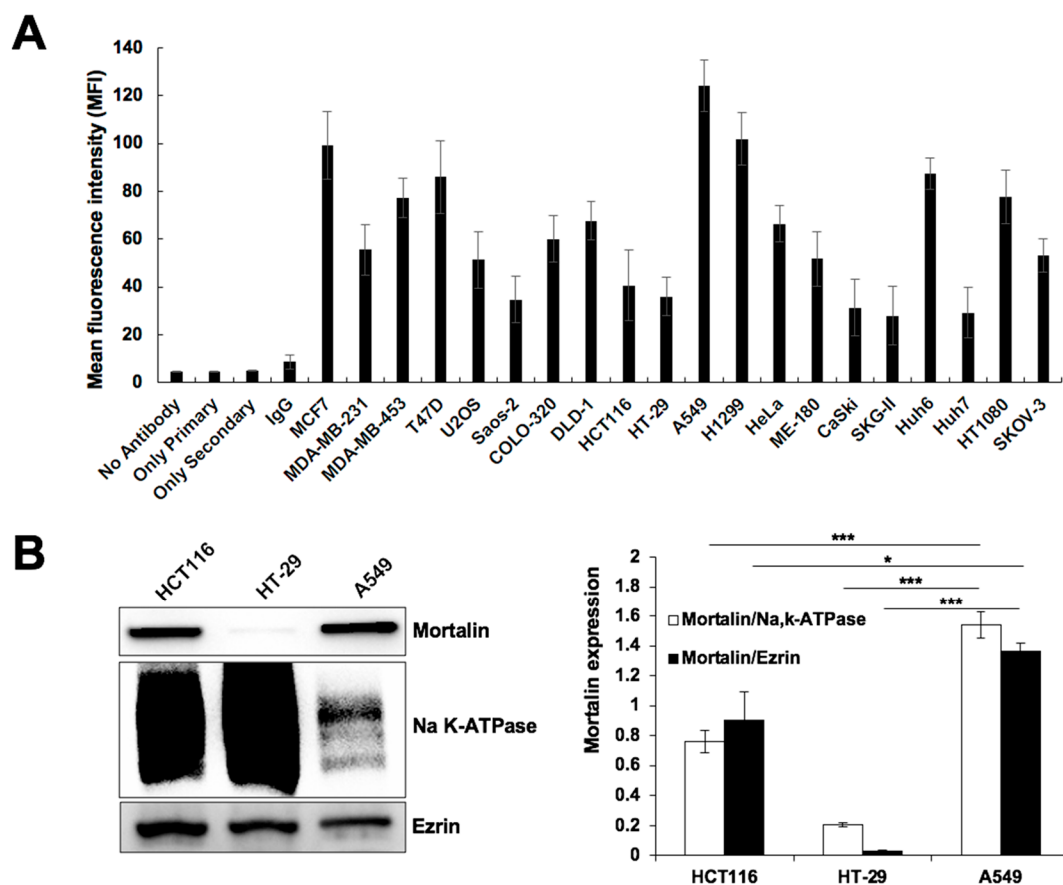 A
Mean fluorescence intensity (MFI)
140
120
100
80
60
40
20
0
No Antibody
Only Primary
Only Secondary
IgG
MCF7
MDA-MB-231
MDA-MB-453
T47D
U2OS
Saos-2
COLO-320
DLD-1
HCT116
HT-29
A549
H1299
HeLa
ME-180
CaSki
SKG-II
Huh6
Huh7
HT1080
SKOV-3
B
HCT116
HT-29
A549
Mortalin
Na K-ATPase
Ezrin
Mortalin expression
2
1.8
1.6
1.4
1.2
1
0.8
0.6
0.4
0.2
0
***
*
***
***
Mortalin/Na,k-ATPase
Mortalin/Ezrin
HCT116
HT-29
A549